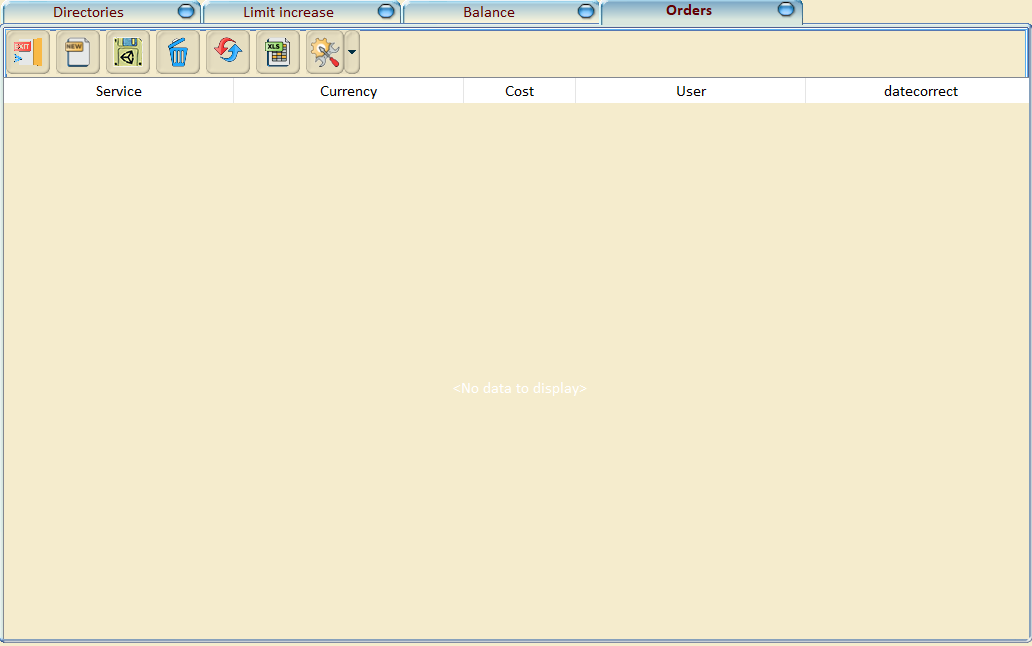 Directories Limit increase Balance Orders
EXIT NEW XLS
Service Currency Cost User datecorrect
<No data to display>